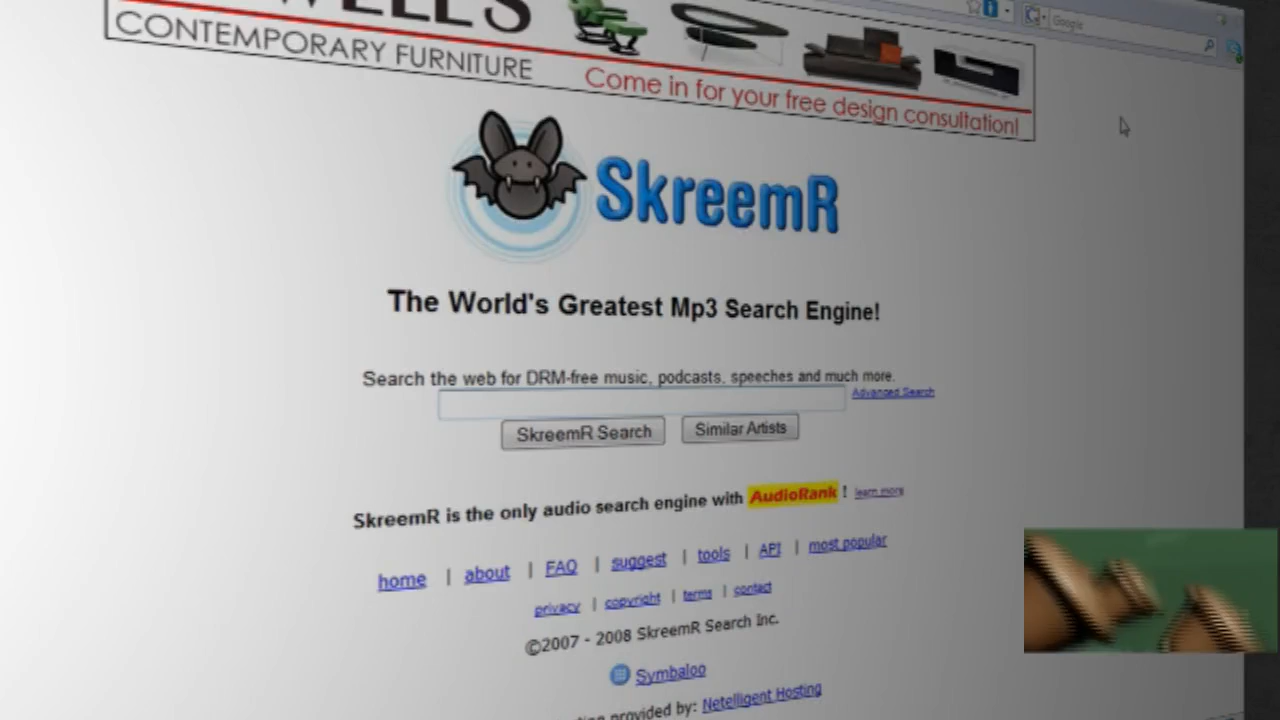 CONTEMPORARY FURNITURE
Come in for your free design consultation!
Google
SkreemR
The World's Greatest Mp3 Search Engine!
Search the web for DRM-free music, podcasts, speeches and much more.
Advanced Search
SkreemR Search Similar Artists
SkreemR is the only audio search engine with AudioRank ! learn more
home | about | FAQ | suggest | tools | API | most popular
privacy | copyright | terms | contact
©2007 - 2008 SkreemR Search Inc.
Symbaloo
provided by: Netelligent Hosting